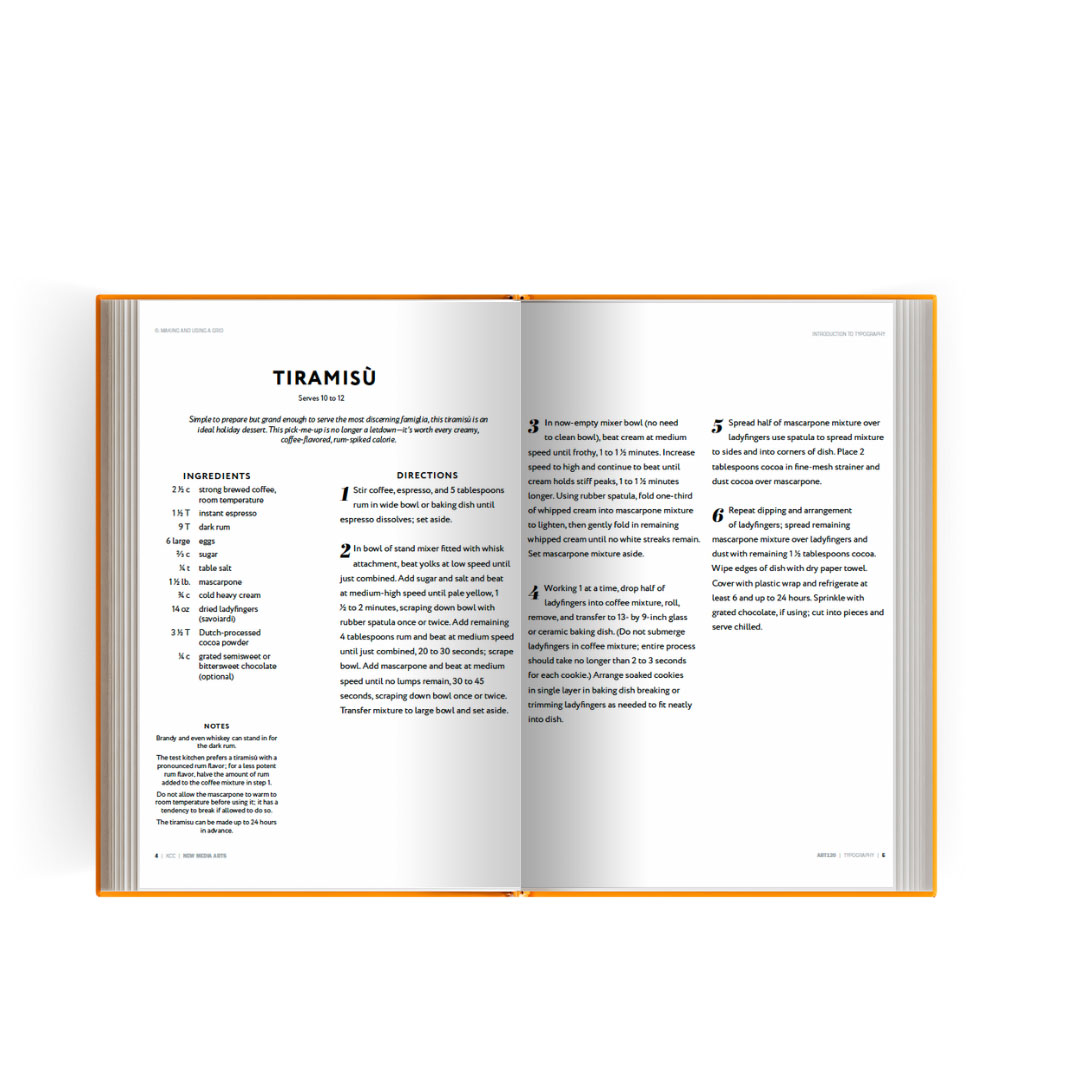 6: MAKING AND USING A GRID
INTRODUCTION TO TYPOGRAPHY
TIRAMISÙ
Serves 10 to 12
Simple to prepare but grand enough to serve the most discerning famiglia, this tiramisù is an
ideal holiday dessert. This pick-me-up is no longer a letdown—it's worth every creamy,
coffee-flavored, rum-spiked calorie.
INGREDIENTS
2 ½ c strong brewed coffee,
room temperature
1 ½ T instant espresso
9 T dark rum
6 large eggs
⅔ c sugar
¼ t table salt
1 ½ lb. mascarpone
¾ c cold heavy cream
14 oz dried ladyfingers
(savoiardi)
3 ½ T Dutch-processed
cocoa powder
¼ c grated semisweet or
bittersweet chocolate
(optional)
NOTES
Brandy and even whiskey can stand in for
the dark rum.
The test kitchen prefers a tiramisù with a
pronounced rum flavor; for a less potent
rum flavor, halve the amount of rum
added to the coffee mixture in step 1.
Do not allow the mascarpone to warm to
room temperature before using it; it has a
tendency to break if allowed to do so.
The tiramisu can be made up to 24 hours
in advance.
DIRECTIONS
1 Stir coffee, espresso, and 5 tablespoons
rum in wide bowl or baking dish until
espresso dissolves; set aside.
2 In bowl of stand mixer fitted with whisk
attachment, beat yolks at low speed until
just combined. Add sugar and salt and beat
at medium-high speed until pale yellow, 1
½ to 2 minutes, scraping down bowl with
rubber spatula once or twice. Add remaining
4 tablespoons rum and beat at medium speed
until just combined, 20 to 30 seconds; scrape
bowl. Add mascarpone and beat at medium
speed until no lumps remain, 30 to 45
seconds, scraping down bowl once or twice.
Transfer mixture to large bowl and set aside.
3 In now-empty mixer bowl (no need
to clean bowl), beat cream at medium
speed until frothy, 1 to 1 ½ minutes. Increase
speed to high and continue to beat until
cream holds stiff peaks, 1 to 1 ½ minutes
longer. Using rubber spatula, fold one-third
of whipped cream into mascarpone mixture
to lighten, then gently fold in remaining
whipped cream until no white streaks remain.
Set mascarpone mixture aside.
4 Working 1 at a time, drop half of
ladyfingers into coffee mixture, roll,
remove, and transfer to 13- by 9-inch glass
or ceramic baking dish. (Do not submerge
ladyfingers in coffee mixture; entire process
should take no longer than 2 to 3 seconds
for each cookie.) Arrange soaked cookies
in single layer in baking dish breaking or
trimming ladyfingers as needed to fit neatly
into dish.
5 Spread half of mascarpone mixture over
ladyfingers use spatula to spread mixture
to sides and into corners of dish. Place 2
tablespoons cocoa in fine-mesh strainer and
dust cocoa over mascarpone.
6 Repeat dipping and arrangement
of ladyfingers; spread remaining
mascarpone mixture over ladyfingers and
dust with remaining 1 ½ tablespoons cocoa.
Wipe edges of dish with dry paper towel.
Cover with plastic wrap and refrigerate at
least 6 and up to 24 hours. Sprinkle with
grated chocolate, if using; cut into pieces and
serve chilled.
4 | KCC | NEW MEDIA ARTS
ART120 | TYPOGRAPHY | 5